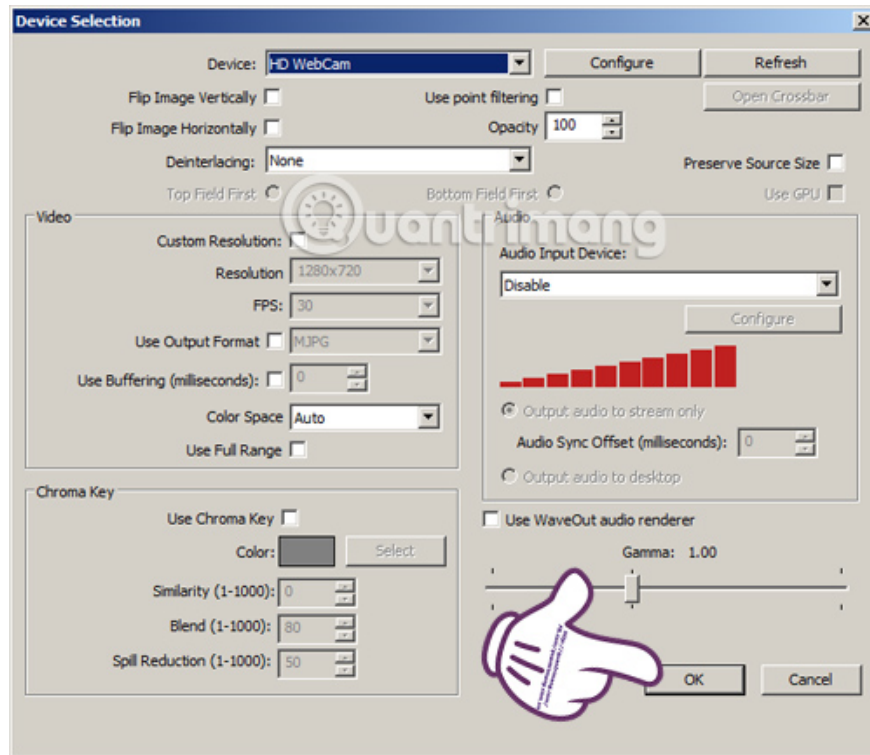 Device Selection
Device: HD WebCam Configure Refresh
Flip Image Vertically Use point filtering Open Crossbar
Flip Image Horizontally Opacity 100
Deinterlacing: None Preserve Source Size
Top Field First Bottom Field First Use GPU
Quantrimang
Video
Custom Resolution:
Resolution 1280x720
FPS: 30
Use Output Format MJPG
Use Buffering (milliseconds): 0
Color Space Auto
Use Full Range
Audio
Audio Input Device:
Disable
Configure
Output audio to stream only
Audio Sync Offset (milliseconds): 0
Output audio to desktop
Chroma Key
Use Chroma Key
Color: Select
Similarity (1-1000): 0
Blend (1-1000): 80
Spill Reduction (1-1000): 50
Use WaveOut audio renderer
Gamma: 1.00
OK Cancel